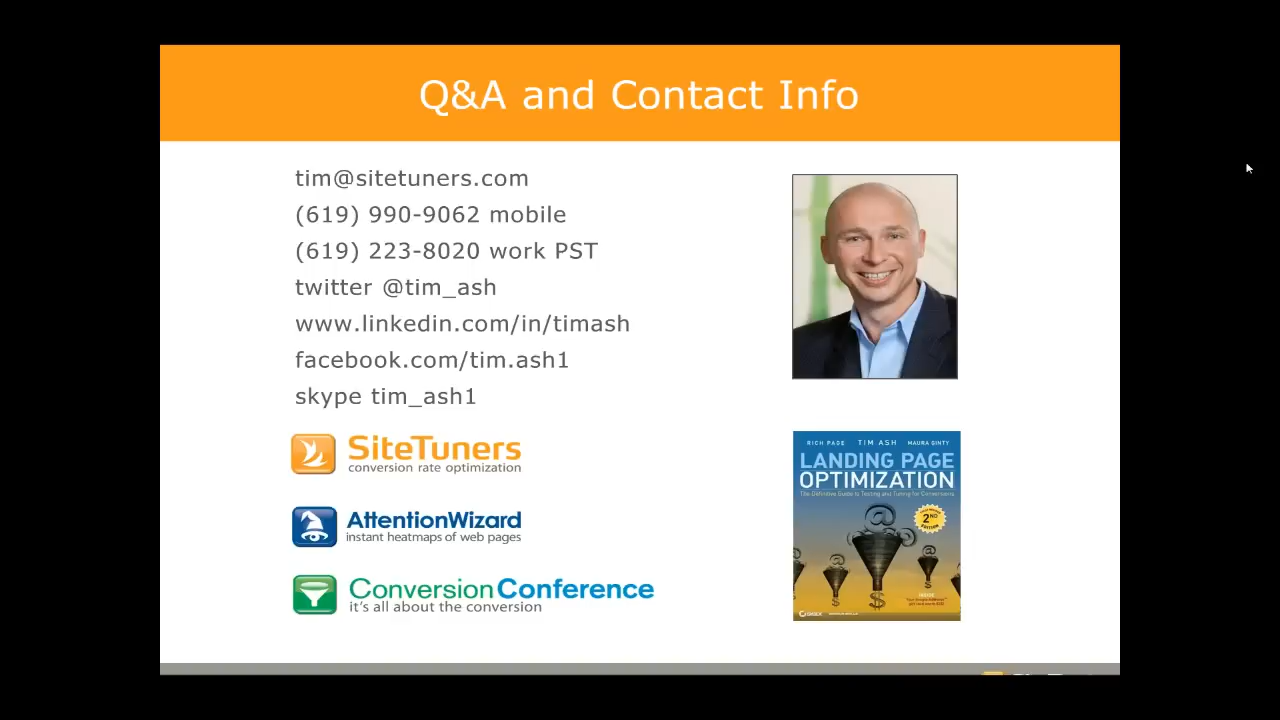 Q&A and Contact Info
tim@sitetuners.com
(619) 990-9062 mobile
(619) 223-8020 work PST
twitter @tim_ash
www.linkedin.com/in/timash
facebook.com/tim.ash1
skype tim_ash1
SiteTuners
conversion rate optimization
AttentionWizard
instant heatmaps of web pages
ConversionConference
it's all about the conversion
RICH PAGE TIM ASH MAURA GINTY
LANDING PAGE
OPTIMIZATION
The Definitive Guide to Testing and Tuning for Conversions
2ND
EDITION